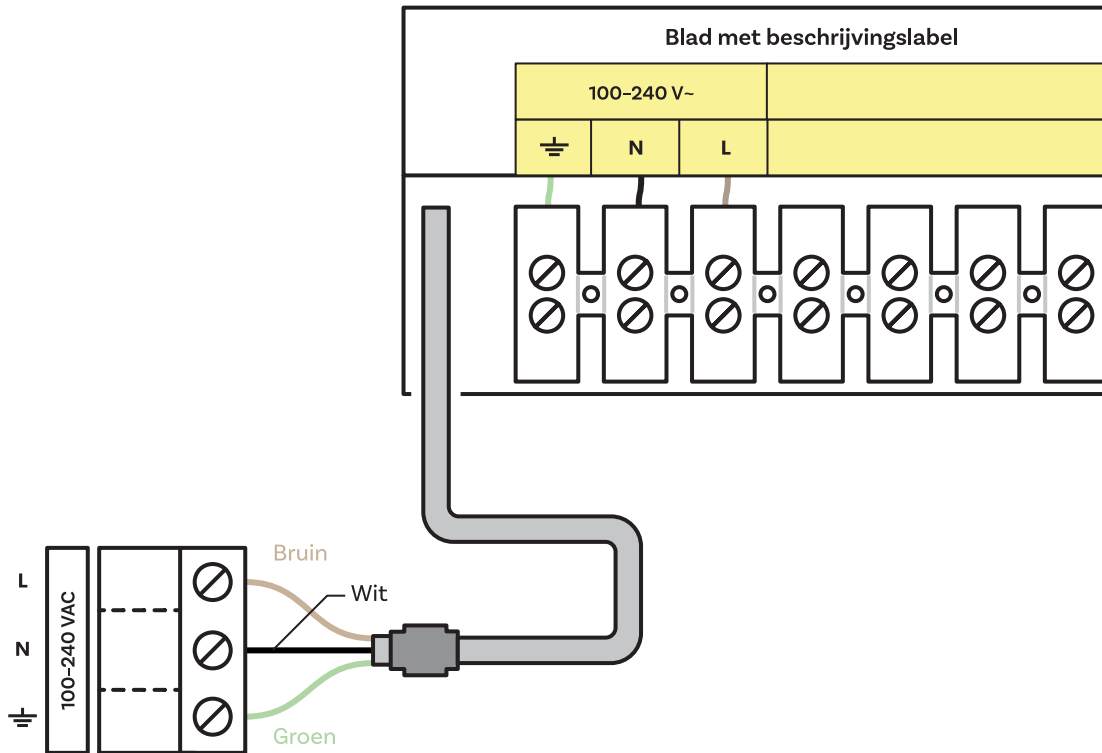 Blad met beschrijvingslabel
100–240 V~
N L
Bruin
L
Wit
N
100–240 VAC
Groen